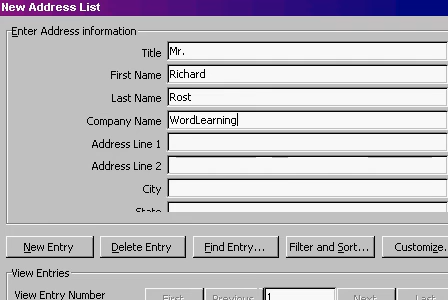 New Address List
Enter Address information
Title Mr.
First Name Richard
Last Name Rost
Company Name WordLearning
Address Line 1
Address Line 2
City
State
New Entry Delete Entry Find Entry... Filter and Sort... Customize.
View Entries
View Entry Number First Previous 1 Next Last